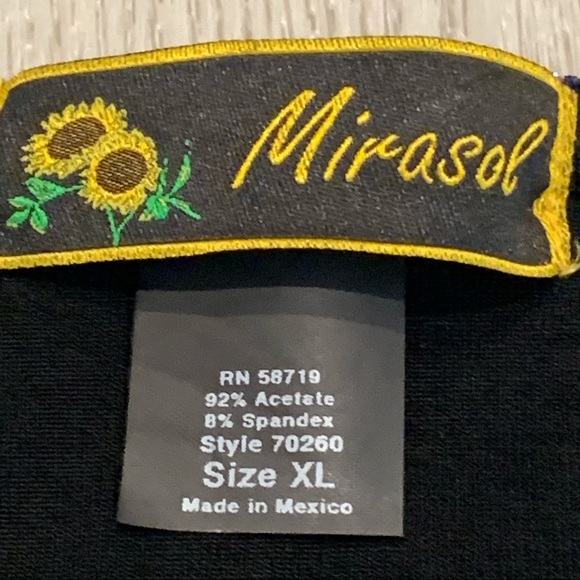 Mirasol
RN 58719
92% Acetate
8% Spandex
Style 70260
Size XL
Made in Mexico